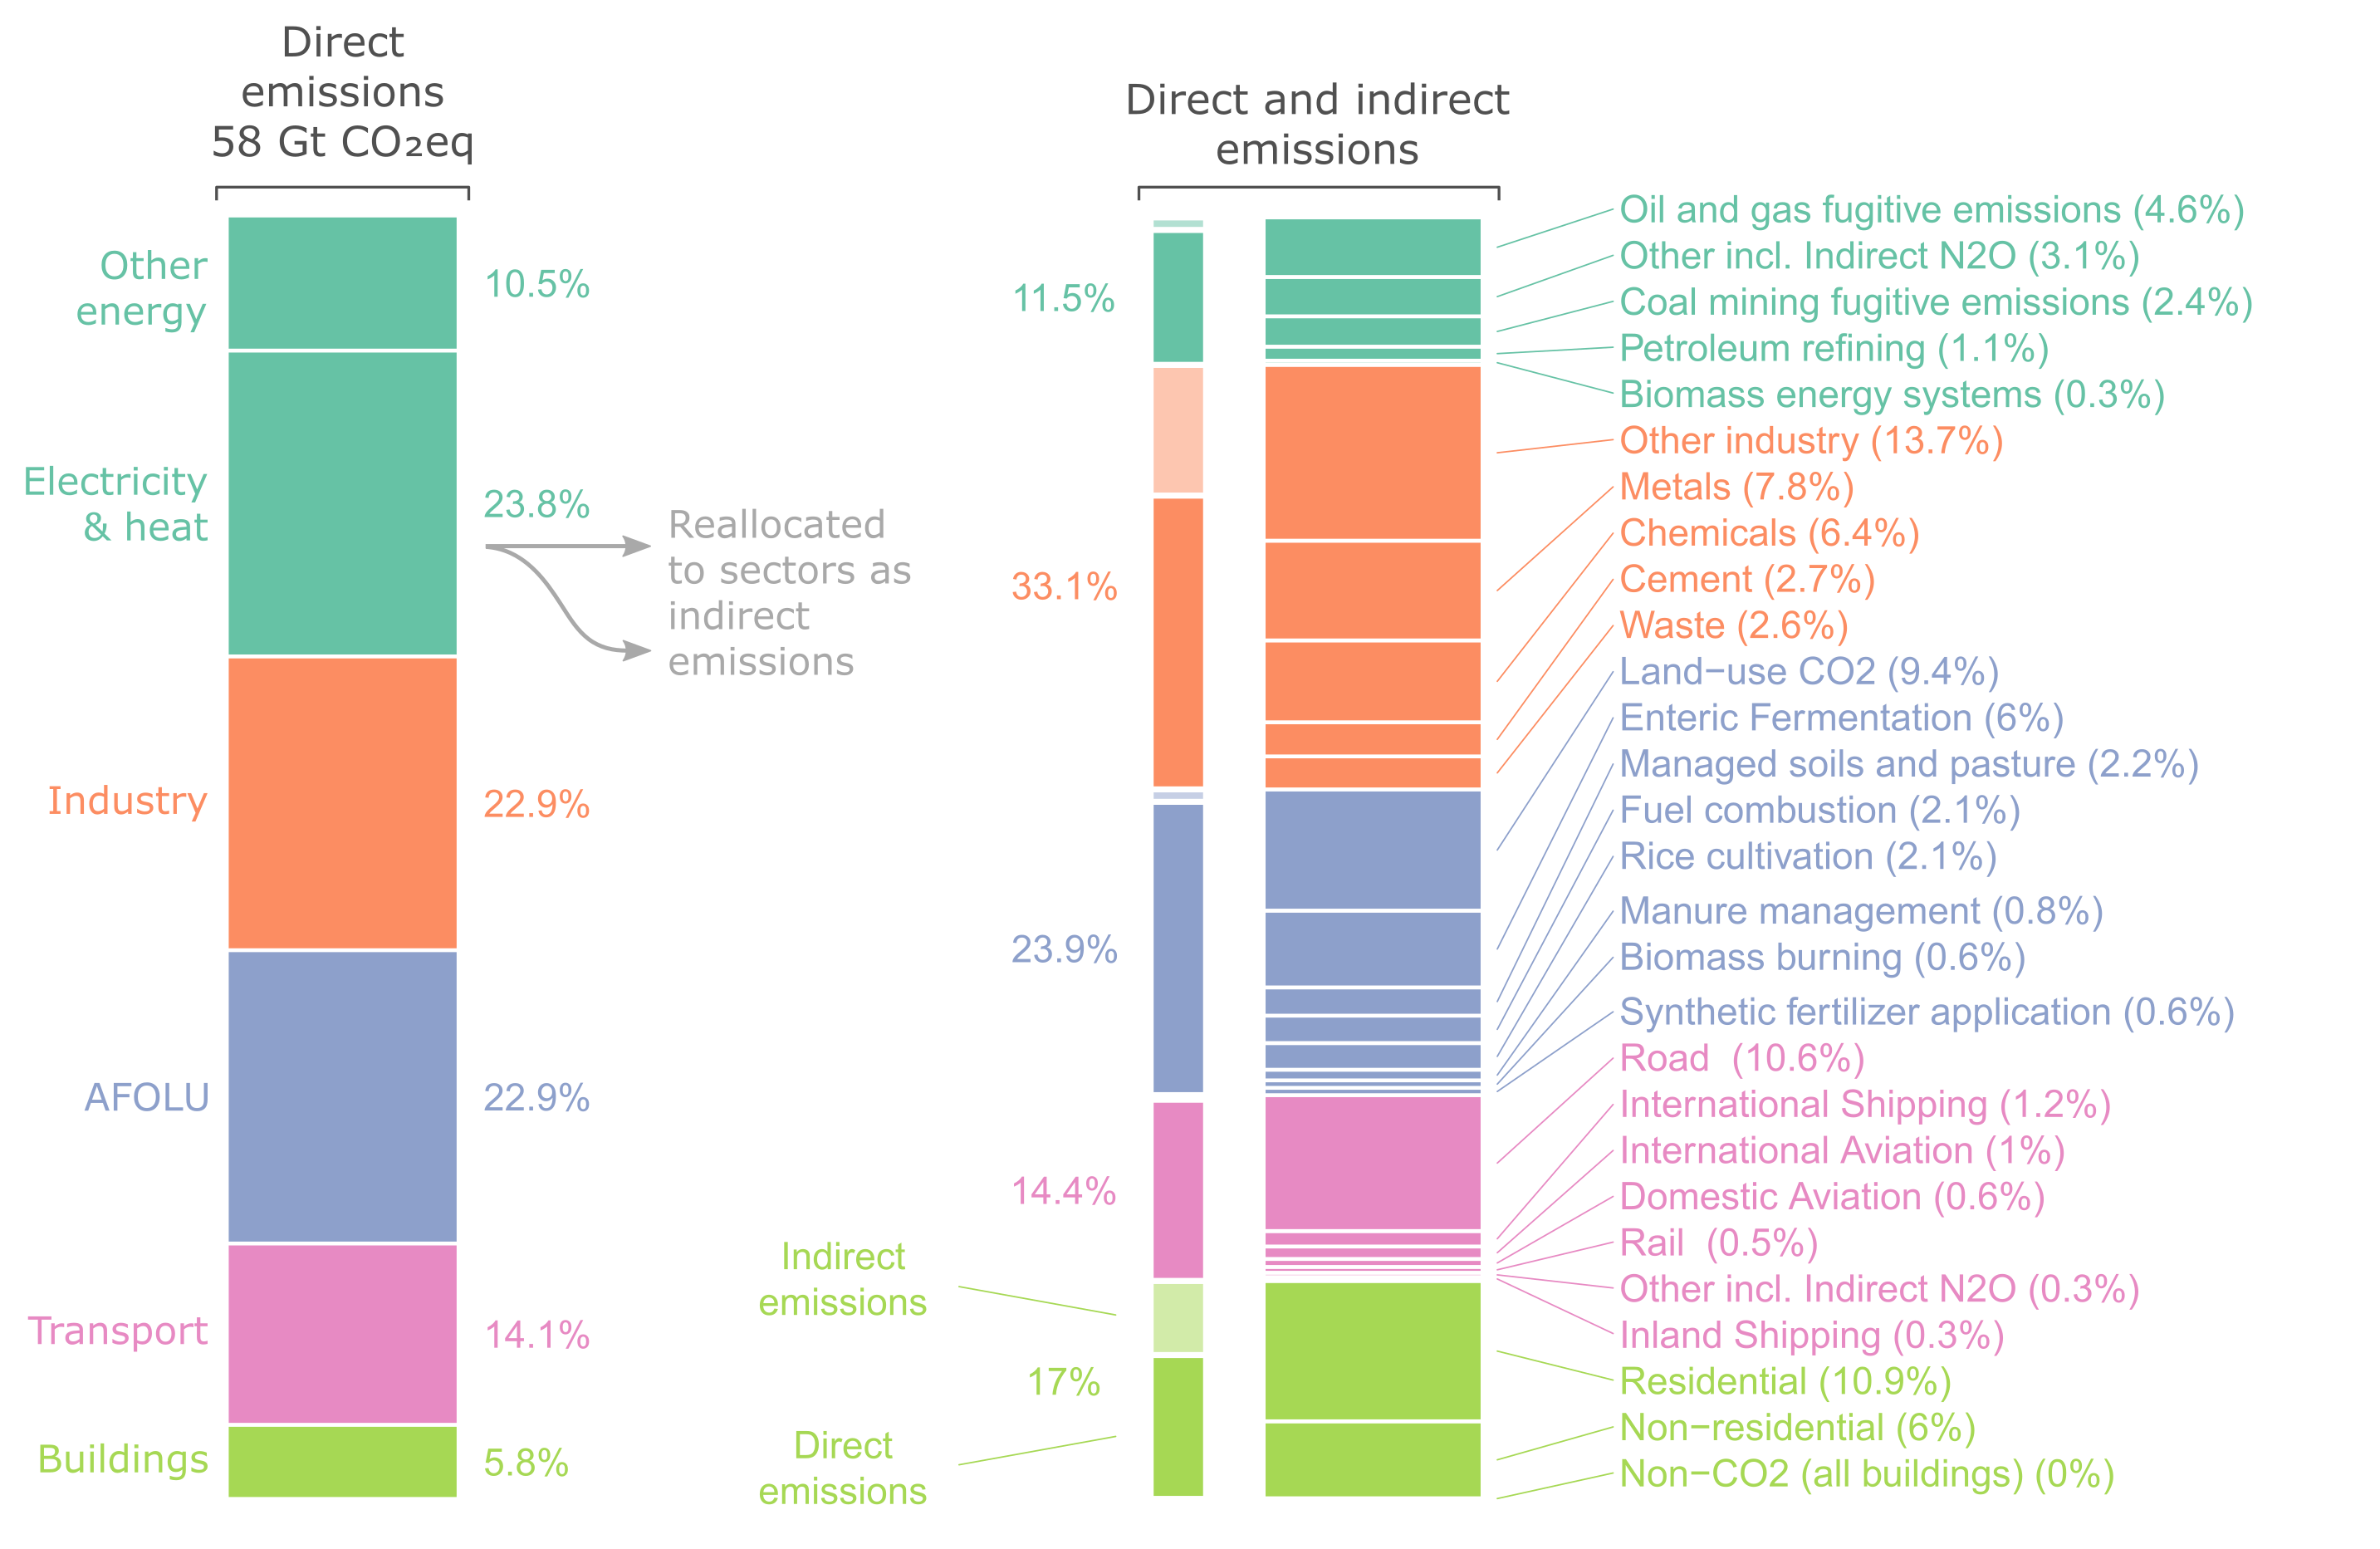 Direct
emissions
58 Gt CO₂eq
Other
energy
10.5%
Electricity
& heat
23.8%
Reallocated
to sectors as
indirect
emissions
Industry
22.9%
AFOLU
22.9%
Transport
14.1%
Buildings
5.8%
Direct and indirect
emissions
11.5%
33.1%
23.9%
14.4%
17%
Indirect
emissions
Direct
emissions
Oil and gas fugitive emissions (4.6%)
Other incl. Indirect N2O (3.1%)
Coal mining fugitive emissions (2.4%)
Petroleum refining (1.1%)
Biomass energy systems (0.3%)
Other industry (13.7%)
Metals (7.8%)
Chemicals (6.4%)
Cement (2.7%)
Waste (2.6%)
Land−use CO2 (9.4%)
Enteric Fermentation (6%)
Managed soils and pasture (2.2%)
Fuel combustion (2.1%)
Rice cultivation (2.1%)
Manure management (0.8%)
Biomass burning (0.6%)
Synthetic fertilizer application (0.6%)
Road (10.6%)
International Shipping (1.2%)
International Aviation (1%)
Domestic Aviation (0.6%)
Rail (0.5%)
Other incl. Indirect N2O (0.3%)
Inland Shipping (0.3%)
Residential (10.9%)
Non−residential (6%)
Non−CO2 (all buildings) (0%)